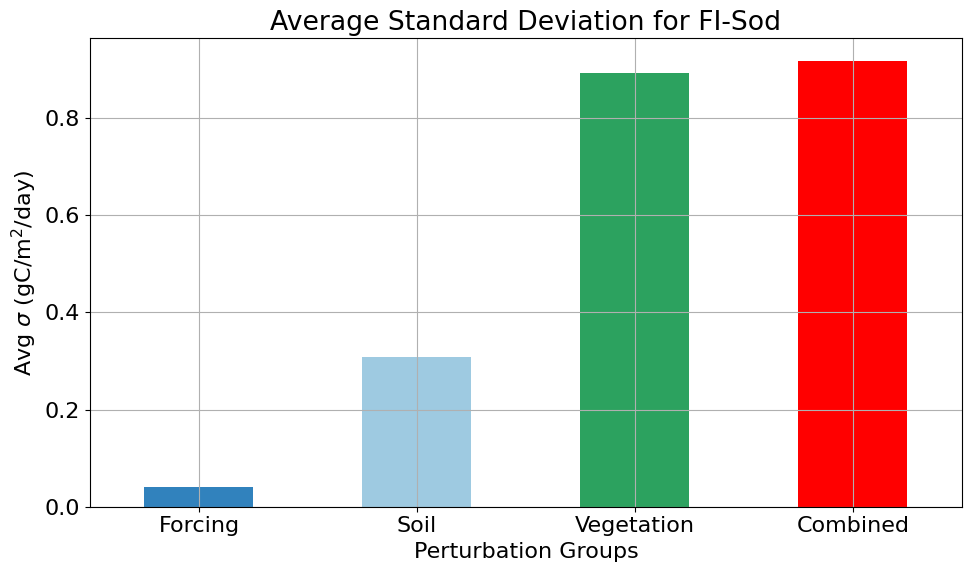 Average Standard Deviation for FI-Sod
Avg σ (gC/m²/day)
0.8
0.6
0.4
0.2
0.0
Forcing Soil Vegetation Combined
Perturbation Groups